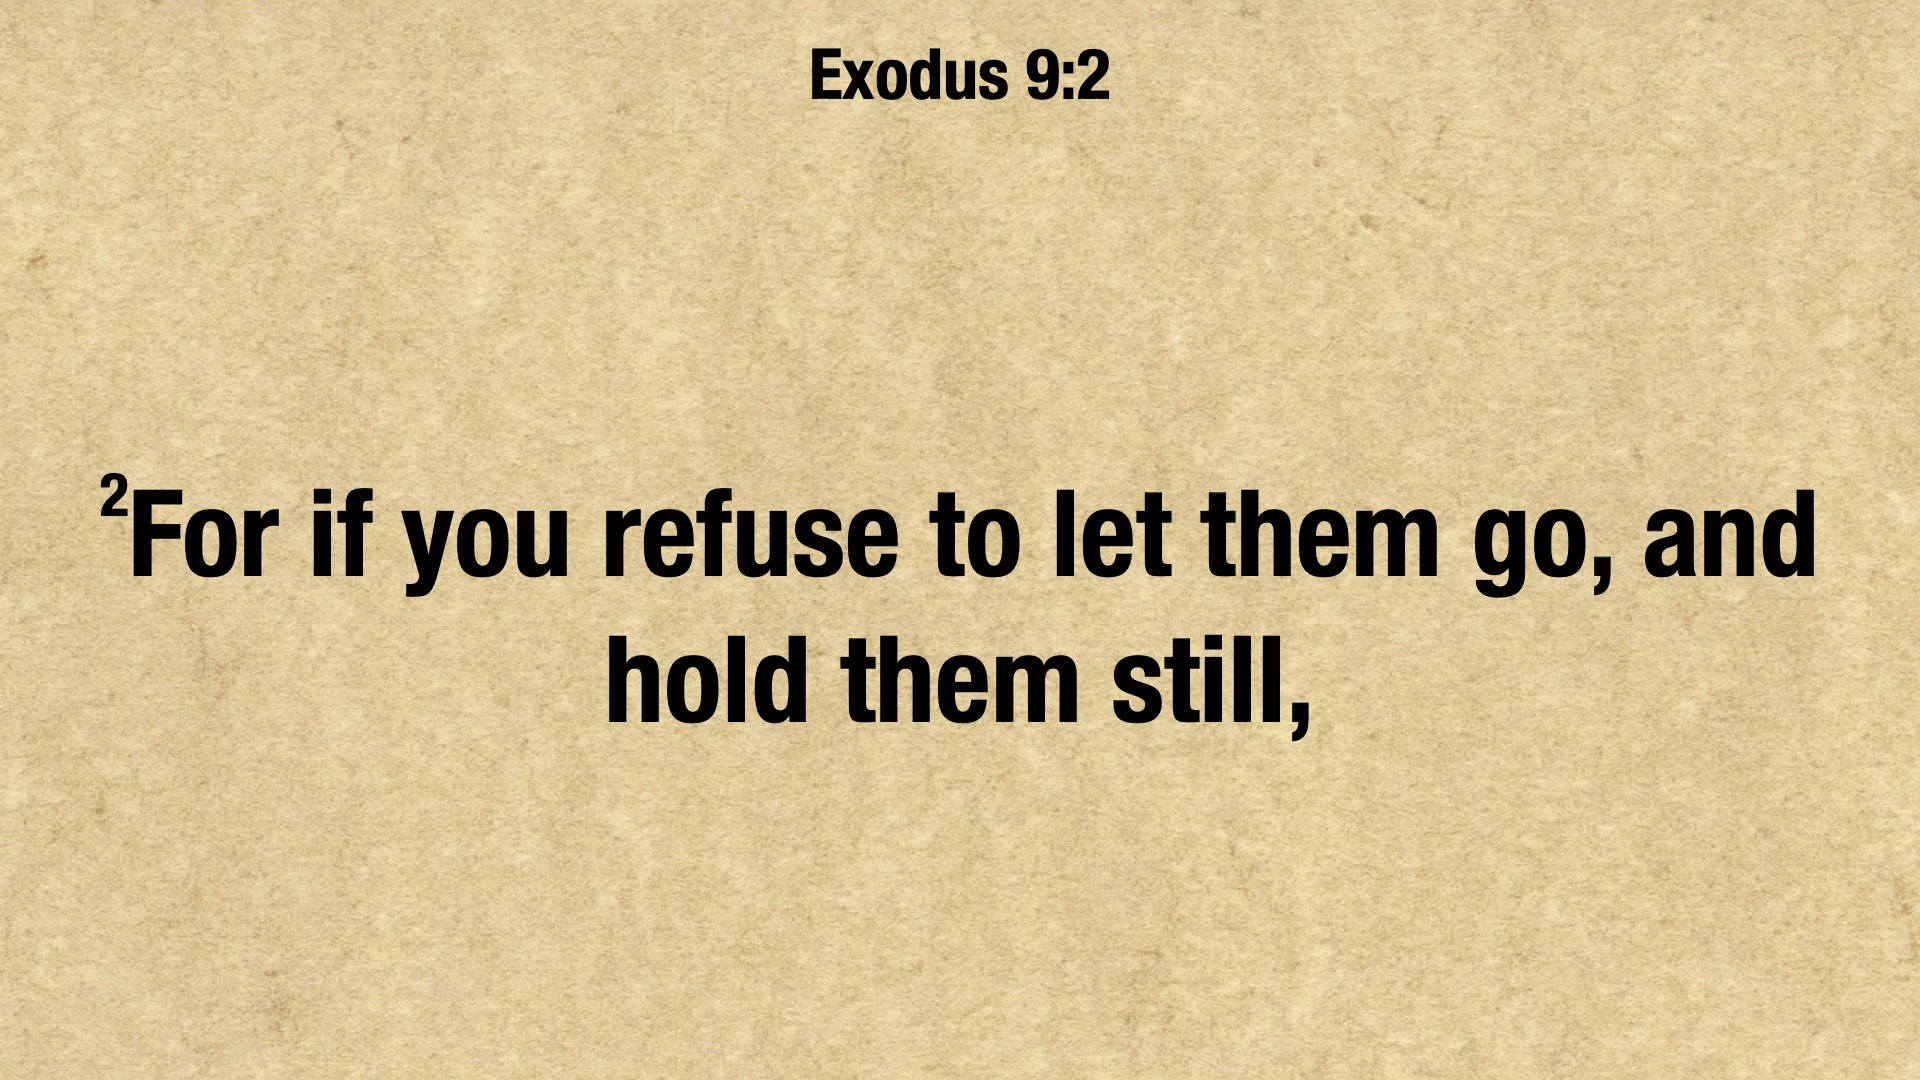 Exodus 9:2
²For if you refuse to let them go, and
hold them still,